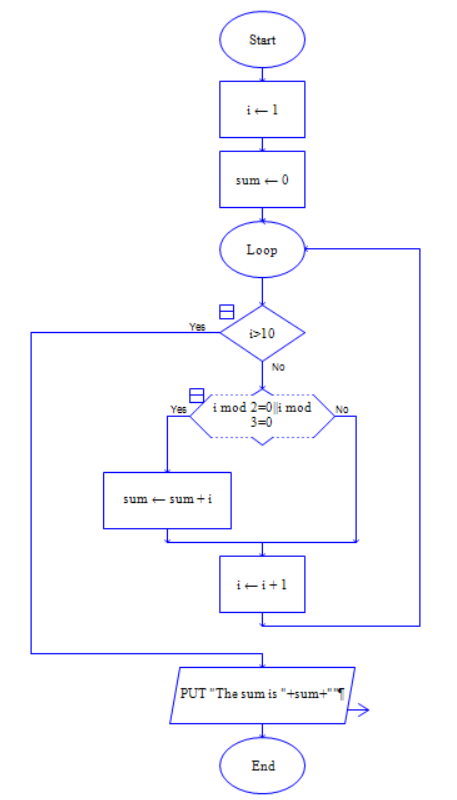 Start
i ← 1
sum ← 0
Loop
Yes
i>10
No
Yes
i mod 2=0||i mod
3=0
No
sum ← sum + i
i ← i + 1
PUT "The sum is "+sum+""¶
End